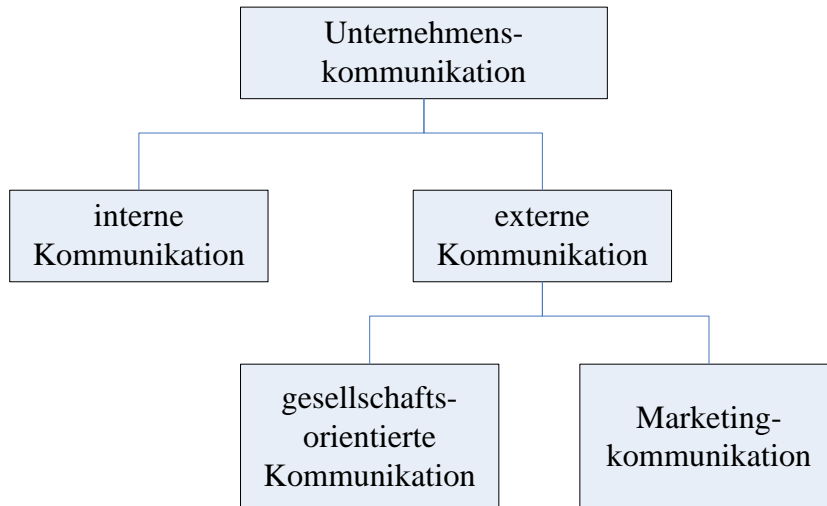 Unternehmens-
kommunikation
interne
Kommunikation
externe
Kommunikation
gesellschafts-
orientierte
Kommunikation
Marketing-
kommunikation